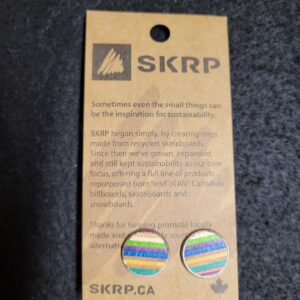 SKRP
Sometimes even the small things can
be the inspiration for sustainability.
SKRP began simply, by creating rings
made from recycled skateboards.
Since then we've grown, expanded
and still kept sustainability as our core
focus, offering a full line of products
repurposed from "end of life" Canadian
billboards, skateboards and
snowboards.
Thanks for helping promote locally
made and
alternat
SKRP.CA